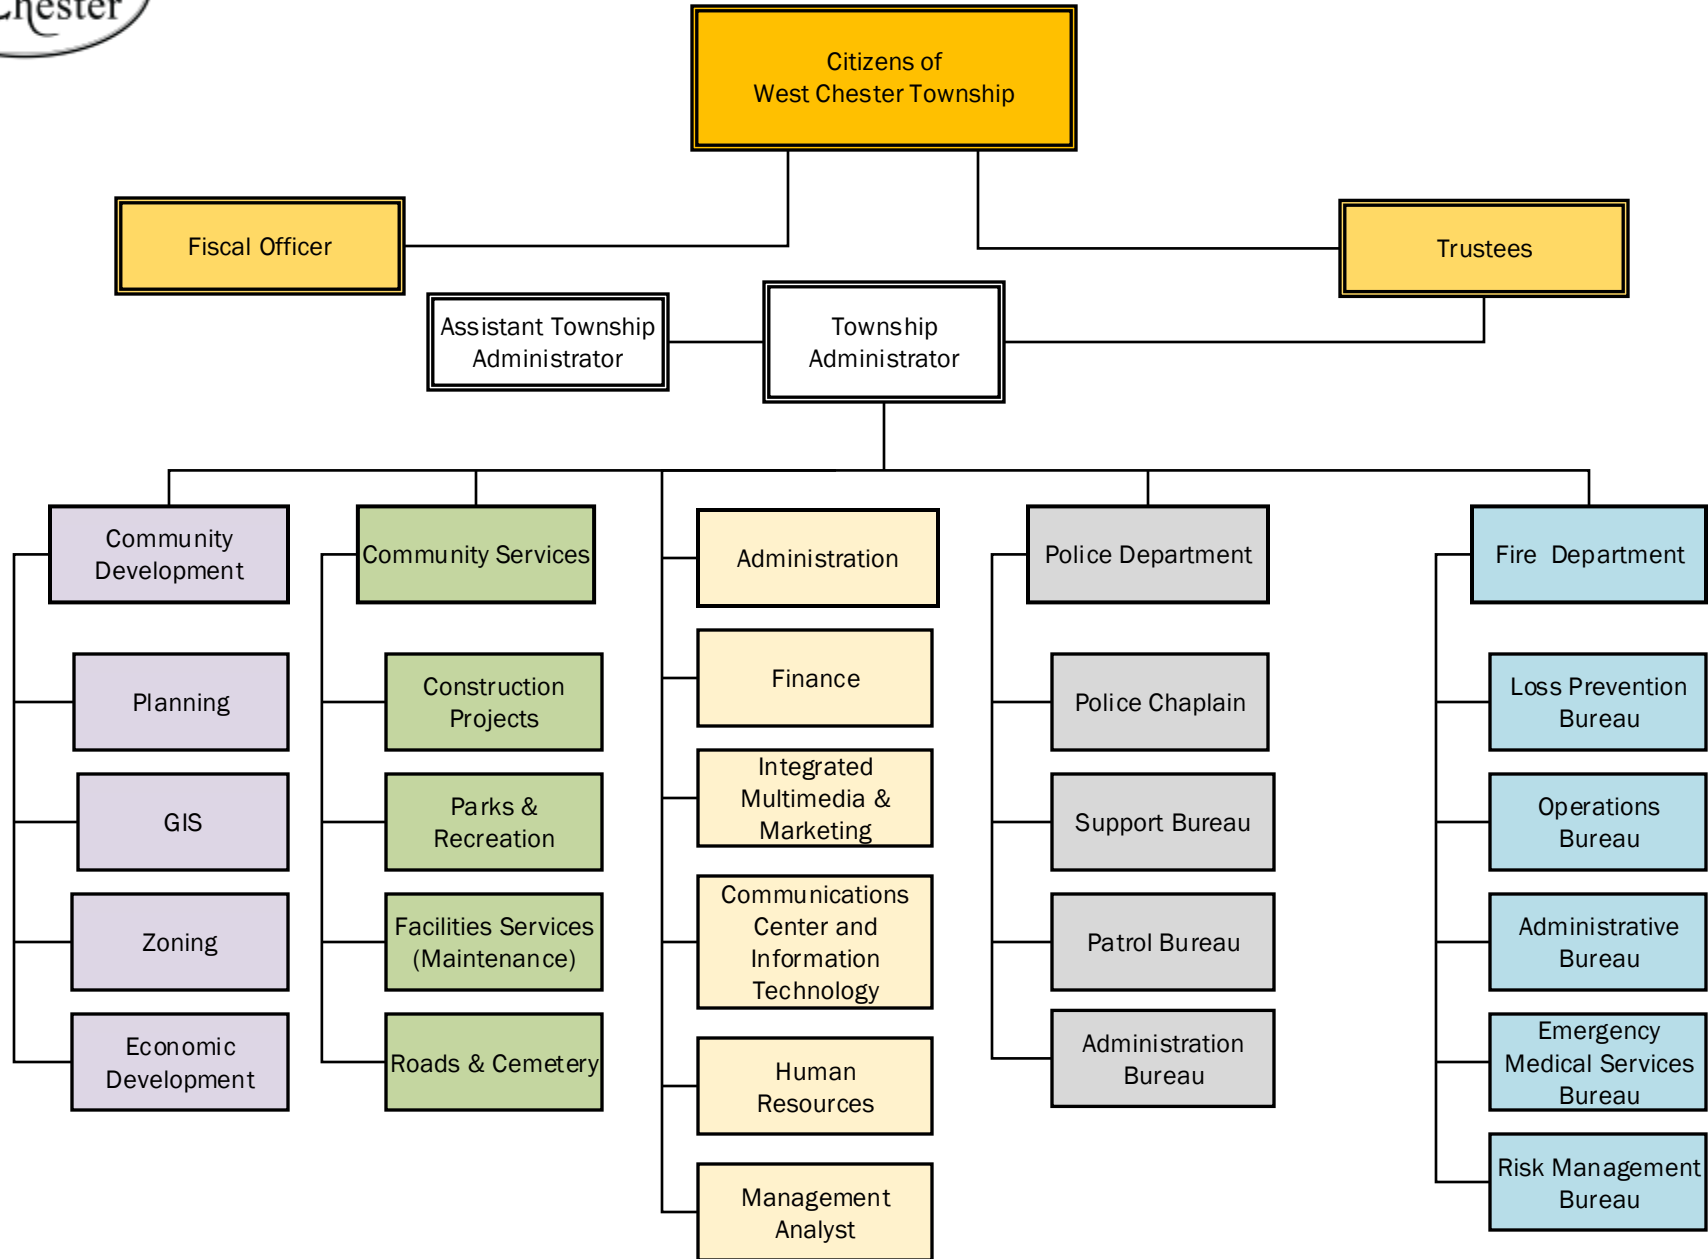 Chester
Citizens of
West Chester Township
Fiscal Officer
Trustees
Assistant Township
Administrator
Township
Administrator
Community
Development
Planning
GIS
Zoning
Economic
Development
Community Services
Construction
Projects
Parks &
Recreation
Facilities Services
(Maintenance)
Roads & Cemetery
Administration
Finance
Integrated
Multimedia &
Marketing
Communications
Center and
Information
Technology
Human
Resources
Management
Analyst
Police Department
Police Chaplain
Support Bureau
Patrol Bureau
Administration
Bureau
Fire Department
Loss Prevention
Bureau
Operations
Bureau
Administrative
Bureau
Emergency
Medical Services
Bureau
Risk Management
Bureau